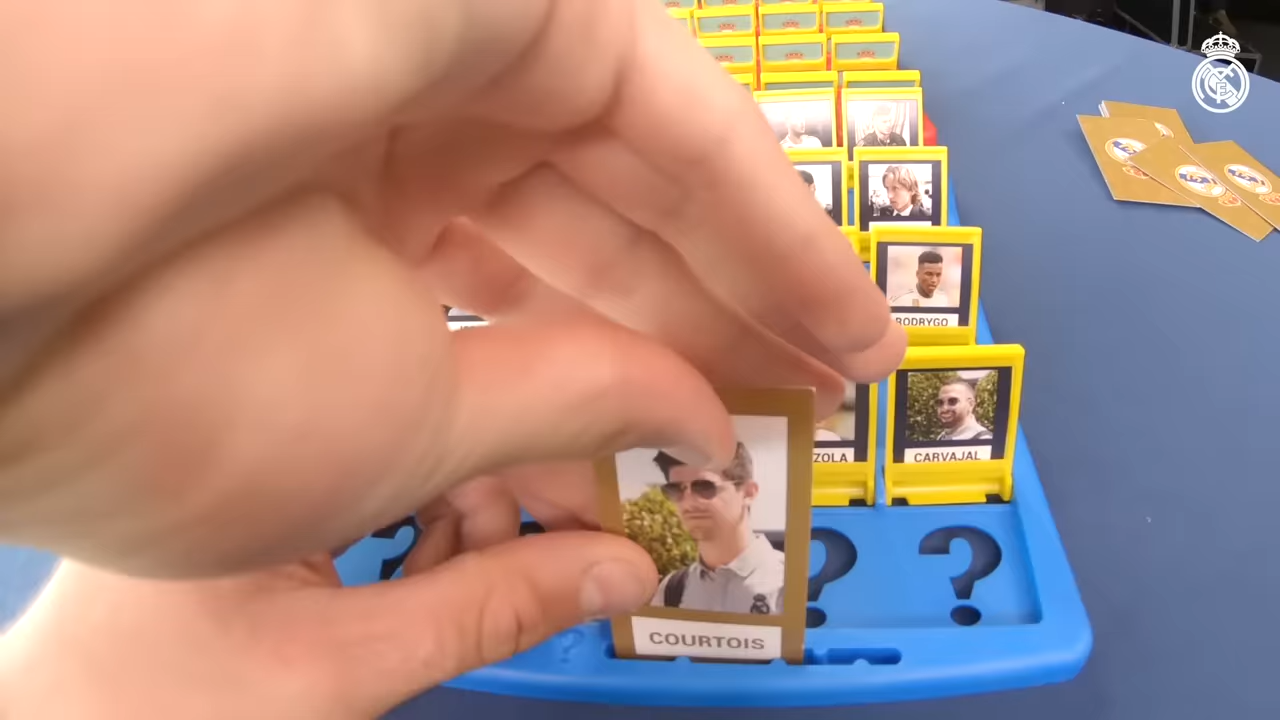 RODRYGO
ZOLA
CARVAJAL
? ? ?
COURTOIS